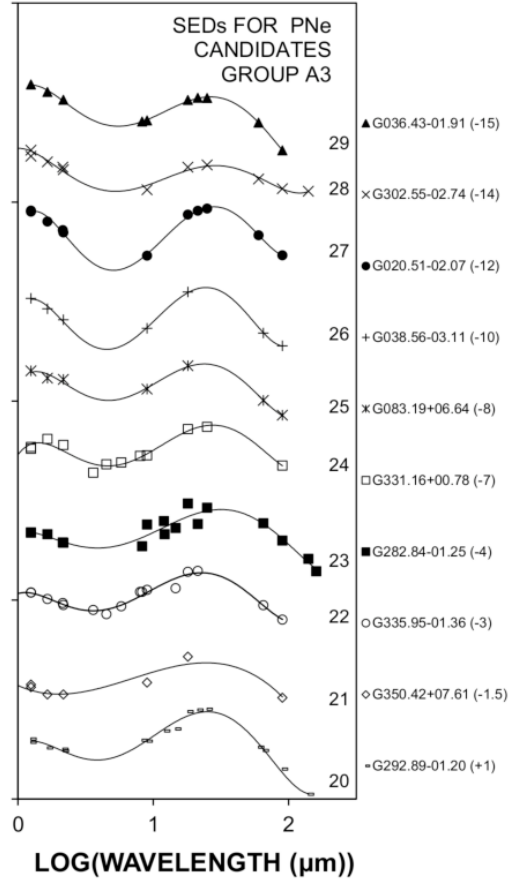 SEDs FOR PNe
CANDIDATES
GROUP A3
29
28
27
26
25
24
23
22
21
20
G036.43-01.91 (-15)
G302.55-02.74 (-14)
G020.51-02.07 (-12)
G038.56-03.11 (-10)
G083.19+06.64 (-8)
G331.16+00.78 (-7)
G282.84-01.25 (-4)
G335.95-01.36 (-3)
G350.42+07.61 (-1.5)
G292.89-01.20 (+1)
0 1 2
LOG(WAVELENGTH (μm))